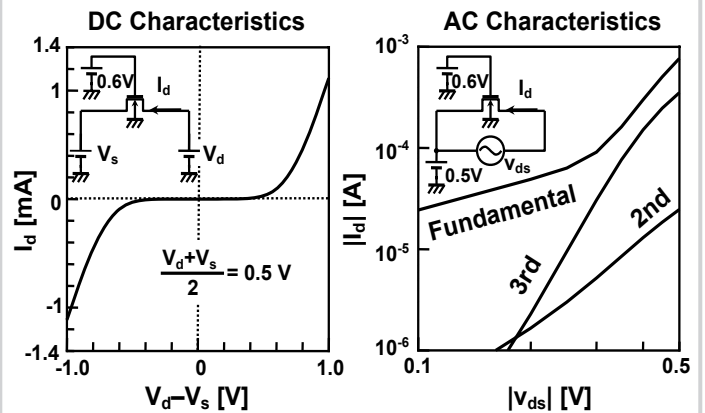 DC Characteristics
1.4
1
0
-1
-1.4
I_d [mA]
0.6V
I_d
V_s
V_d
V_d+V_s
2
= 0.5 V
-1.0
0
1.0
V_d–V_s [V]
AC Characteristics
10^-3
10^-4
10^-5
10^-6
|I_d| [A]
0.6V
I_d
0.5V
v_ds
Fundamental
3rd
2nd
0.1
0.5
|v_ds| [V]